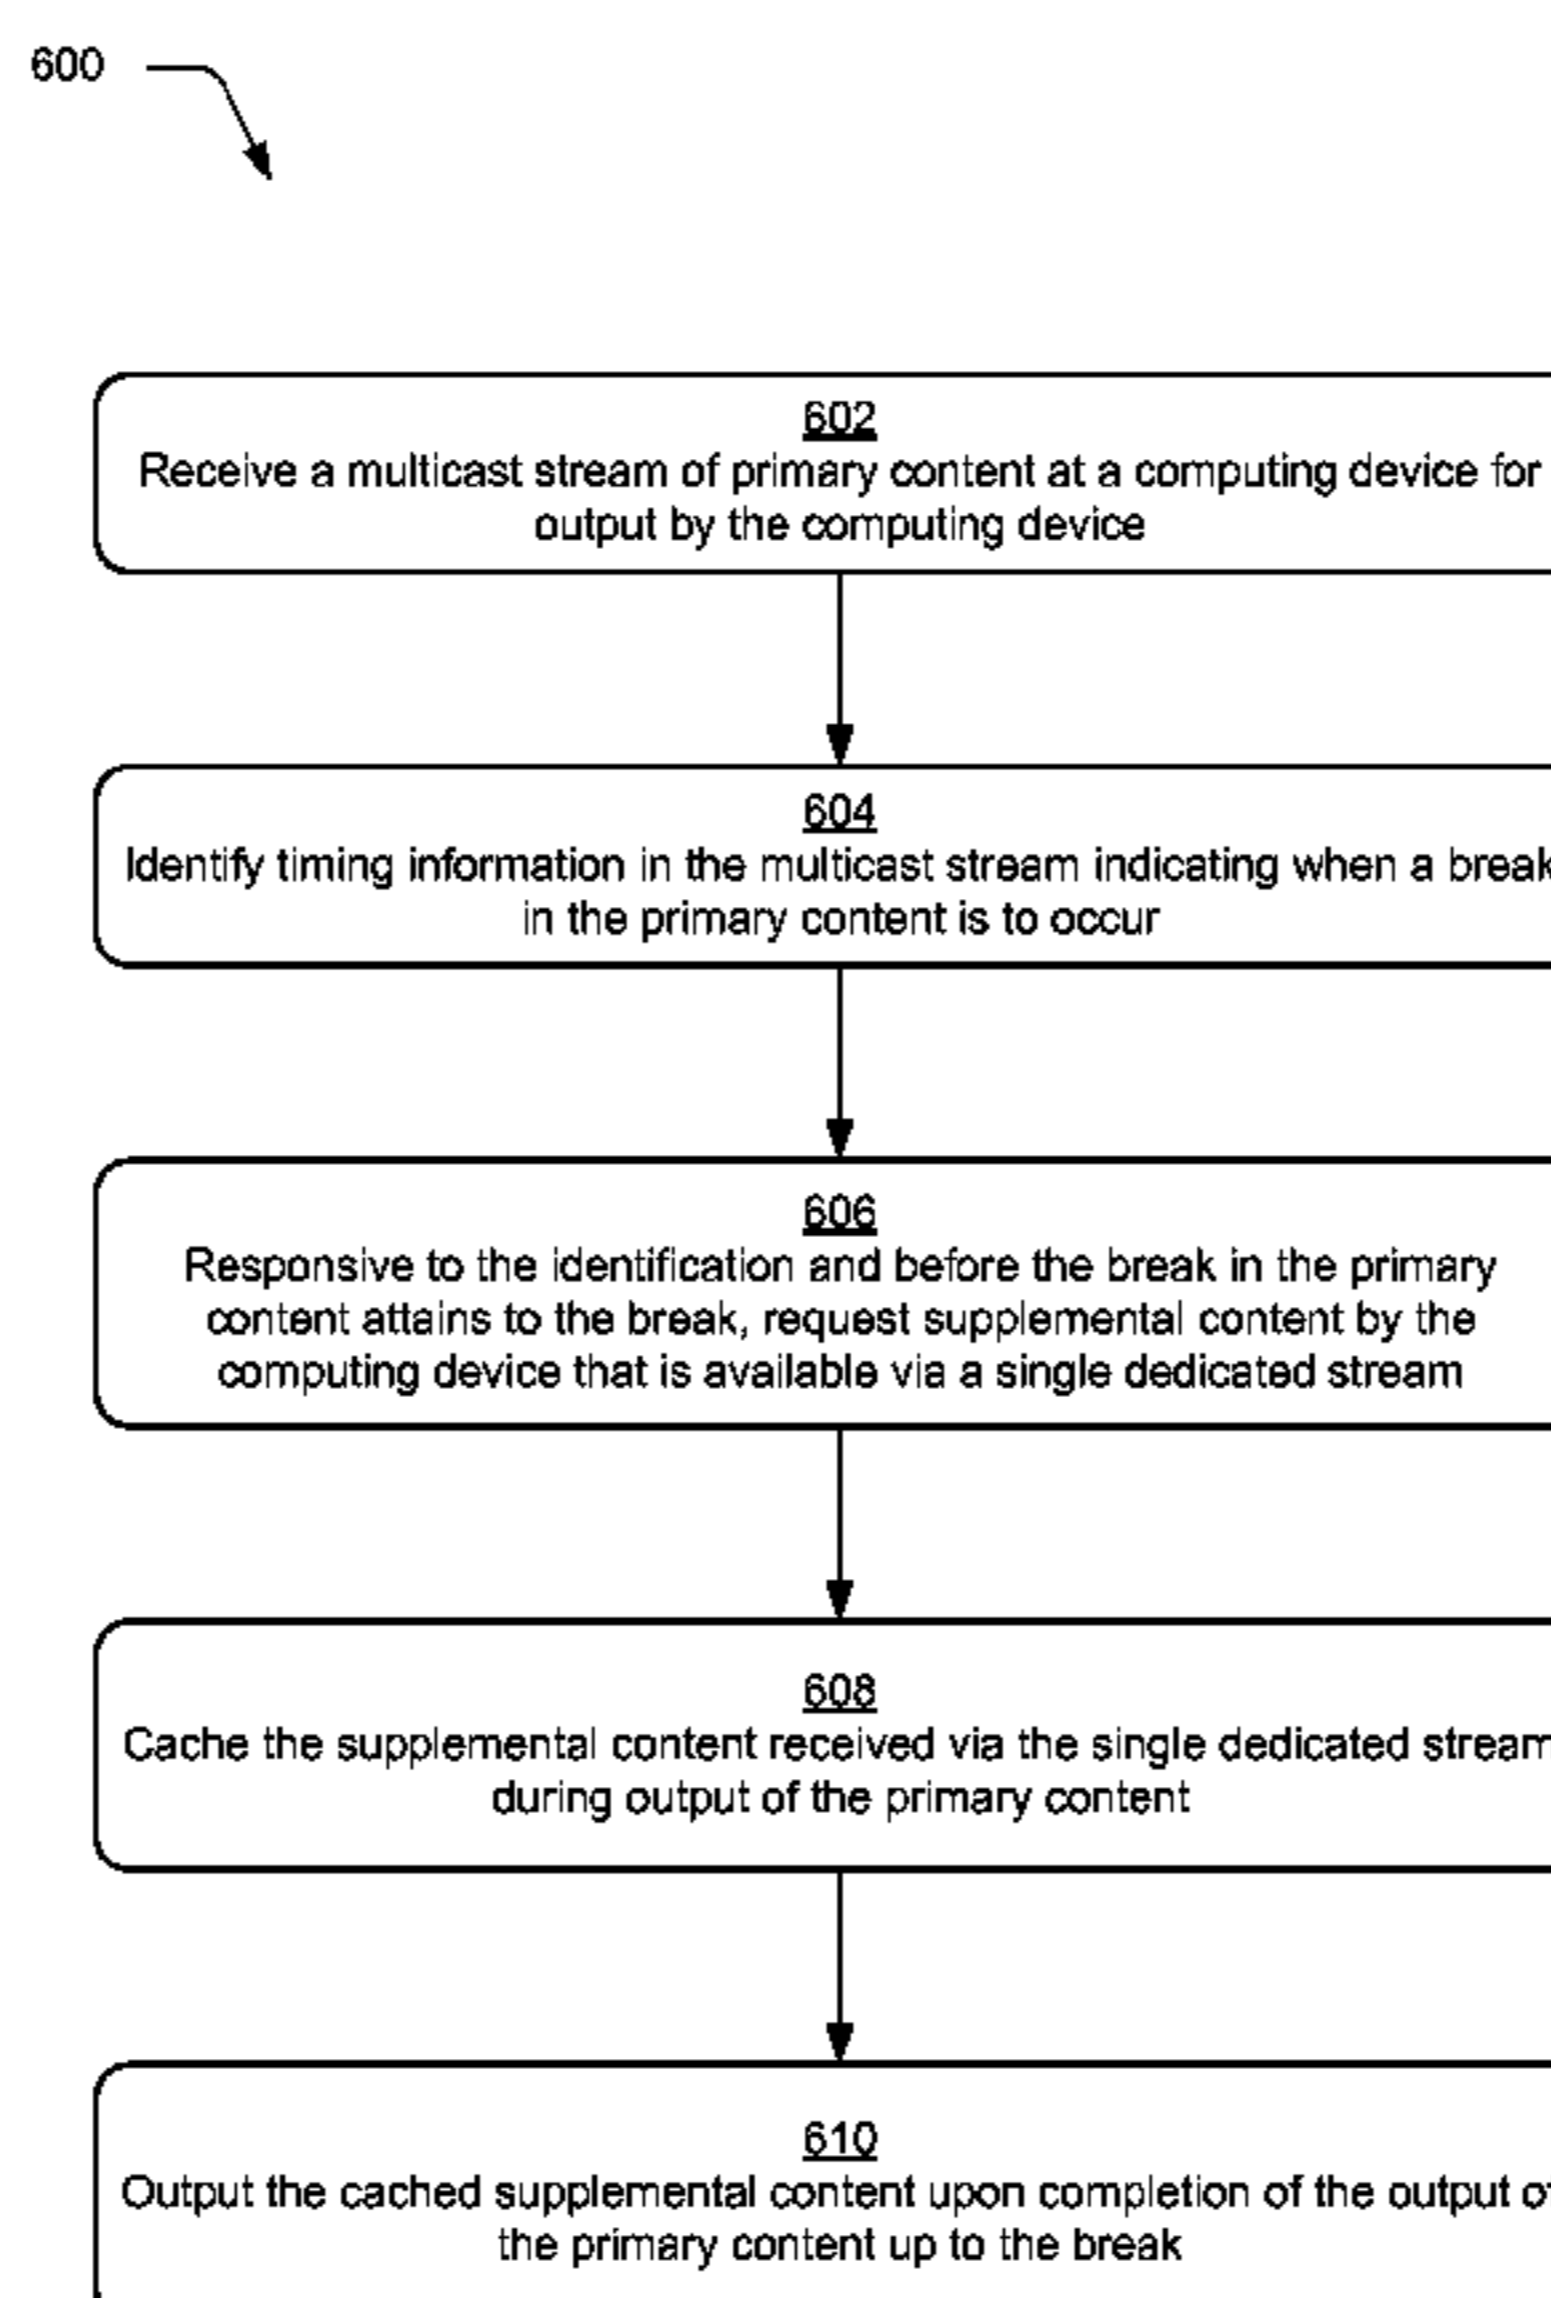 600
602
Receive a multicast stream of primary content at a computing device for
output by the computing device
604
Identify timing information in the multicast stream indicating when a break
in the primary content is to occur
606
Responsive to the identification and before the break in the primary
content attains to the break, request supplemental content by the
computing device that is available via a single dedicated stream
608
Cache the supplemental content received via the single dedicated stream
during output of the primary content
610
Output the cached supplemental content upon completion of the output of
the primary content up to the break